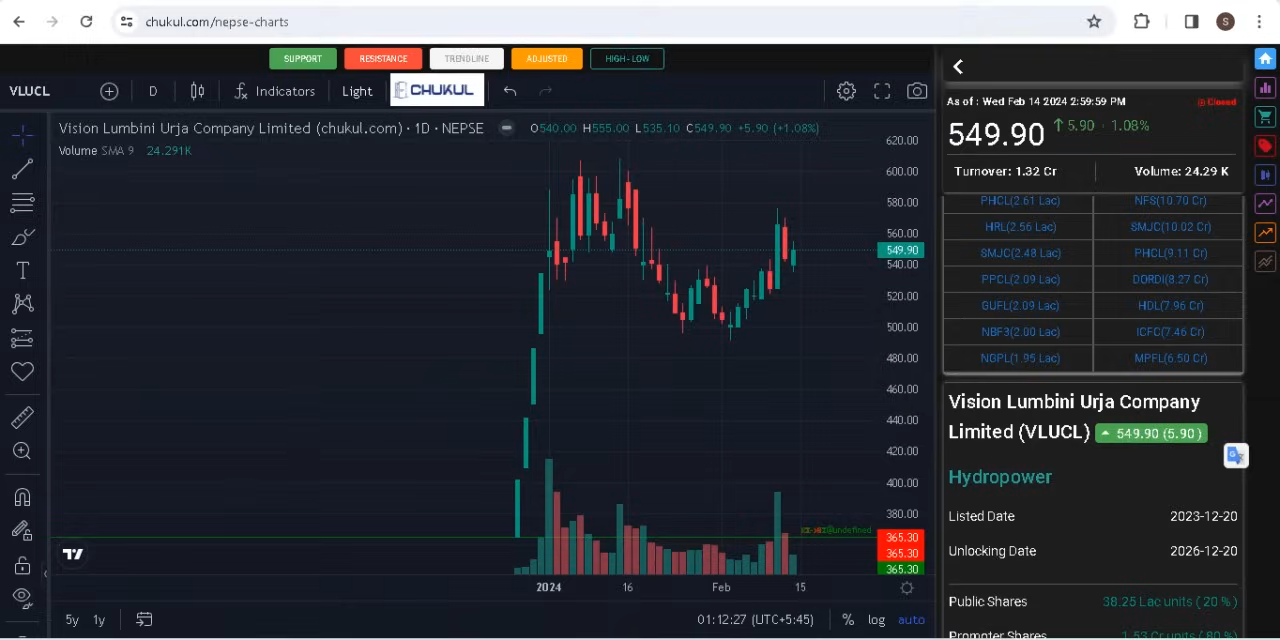 chukul.com/nepse-charts
S
SUPPORT RESISTANCE TRENDLINE ADJUSTED HIGH-LOW
VLUCL D Indicators Light CHUKUL
Vision Lumbini Urja Company Limited (chukul.com) · 1D · NEPSE O540.00 H555.00 L535.10 C549.90 +5.90 (+1.08%)
Volume SMA 9 24.291K
620.00
600.00
580.00
560.00
549.90
540.00
520.00
500.00
480.00
460.00
440.00
420.00
400.00
380.00
@undefined
365.30
365.30
365.30
2024 16 Feb 15
5y 1y 01:12:27 (UTC+5:45) % log auto
As of : Wed Feb 14 2024 2:59:59 PM Closed
549.90 ↑ 5.90 · 1.08%
Turnover: 1.32 Cr Volume: 24.29 K
PHCL(2.61 Lac) NFS(10.70 Cr)
HRL(2.56 Lac) SMJC(10.02 Cr)
SMJC(2.48 Lac) PHCL(9.11 Cr)
PPCL(2.09 Lac) DORDI(8.27 Cr)
GUFL(2.09 Lac) HDL(7.96 Cr)
NBF3(2.00 Lac) ICFC(7.46 Cr)
NGPL(1.95 Lac) MPFL(6.50 Cr)
Vision Lumbini Urja Company
Limited (VLUCL) 549.90 (5.90 )
Hydropower
Listed Date 2023-12-20
Unlocking Date 2026-12-20
Public Shares 38.25 Lac units ( 20 % )
Promoter Shares 1.53 Cr units ( 80 % )